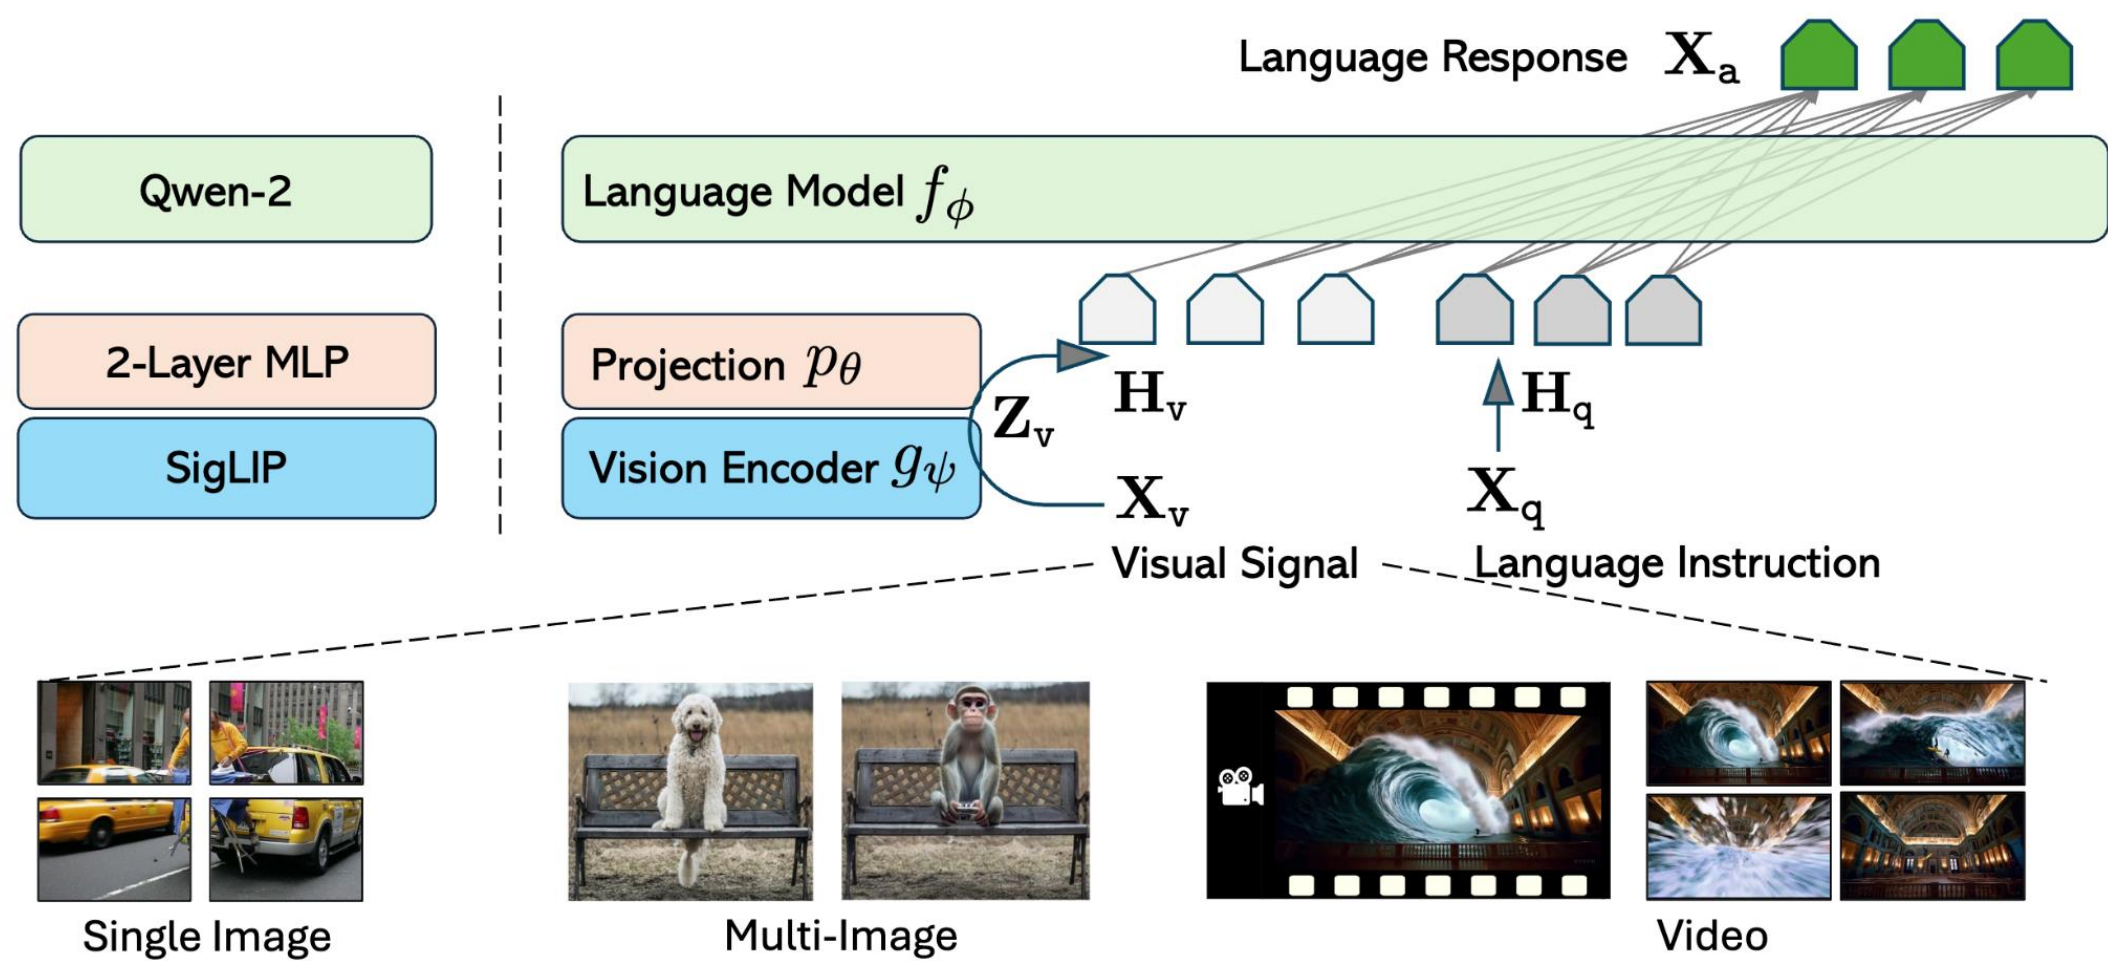 Language Response X_a
Qwen-2
Language Model f_ϕ
2-Layer MLP
Projection p_θ
Z_v
H_v
H_q
SigLIP
Vision Encoder g_ψ
X_v
X_q
Visual Signal
Language Instruction
Single Image
Multi-Image
Video